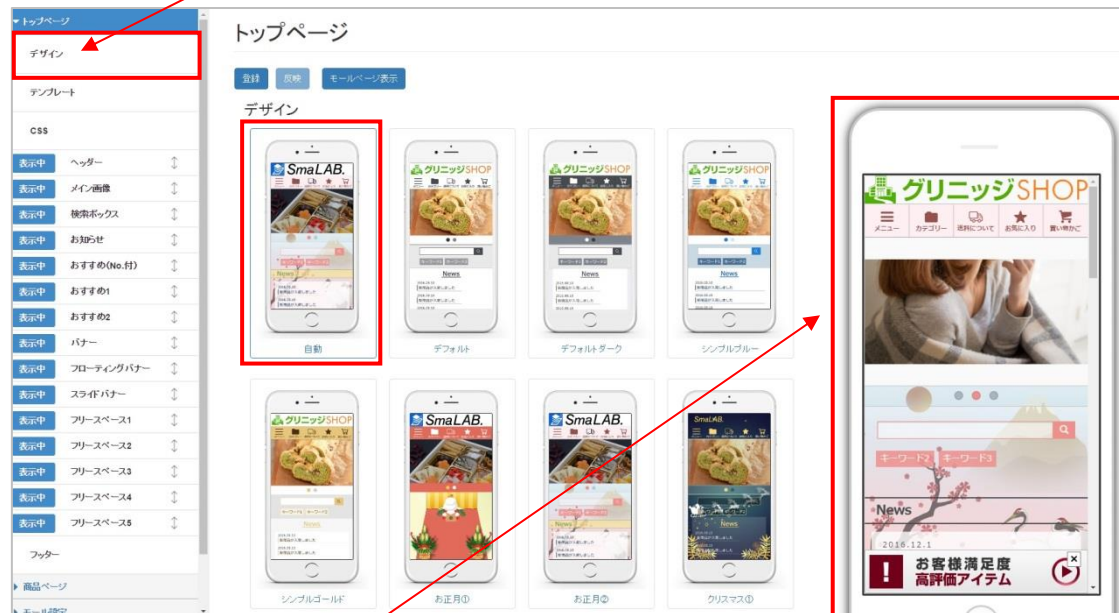 トップページ
デザイン
テンプレート
CSS
表示中 ヘッダー
表示中 メイン画像
表示中 検索ボックス
表示中 お知らせ
表示中 おすすめ(No.付)
表示中 おすすめ1
表示中 おすすめ2
表示中 バナー
表示中 フローティングバナー
表示中 スライドバナー
表示中 フリースペース1
表示中 フリースペース2
表示中 フリースペース3
表示中 フリースペース4
表示中 フリースペース5
フッター
商品ページ
モール設定
トップページ
登録 反映 モールページ表示
デザイン
SmaLAB.
News
自動
グリニッジSHOP
News
デフォルト
グリニッジSHOP
News
デフォルトダーク
グリニッジSHOP
News
シンプルブルー
グリニッジSHOP
News
シンプルゴールド
SmaLAB.
お正月①
SmaLAB.
News
お正月②
SmaLAB.
News
クリスマス①
グリニッジSHOP
メニュー カテゴリー 送料について お気に入り 買い物かご
キーワード2 キーワード3
News
2016.12.1
お客様満足度
高評価アイテム